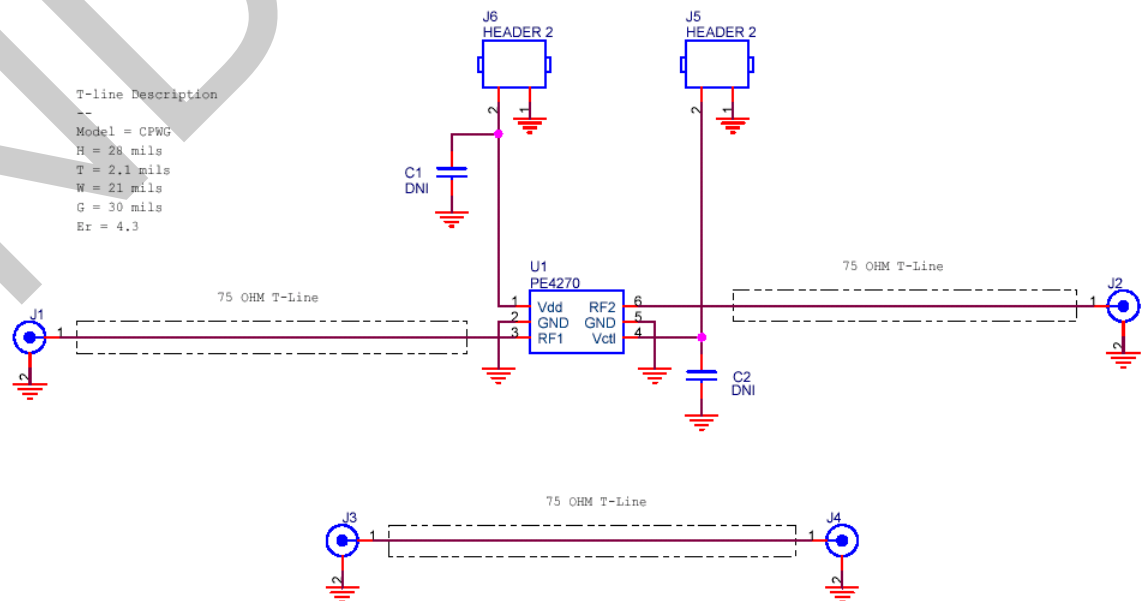 J6
HEADER 2
J5
HEADER 2
2
1
2
1
T-line Description
--
Model = CPWG
H = 28 mils
T = 2.1 mils
W = 21 mils
G = 30 mils
Er = 4.3
C1
DNI
75 OHM T-Line
75 OHM T-Line
U1
PE4270
1 Vdd RF2 6
2 GND GND 5
3 RF1 Vctl 4
J1
1
2
J2
1
2
C2
DNI
75 OHM T-Line
J3
1
2
J4
1
2